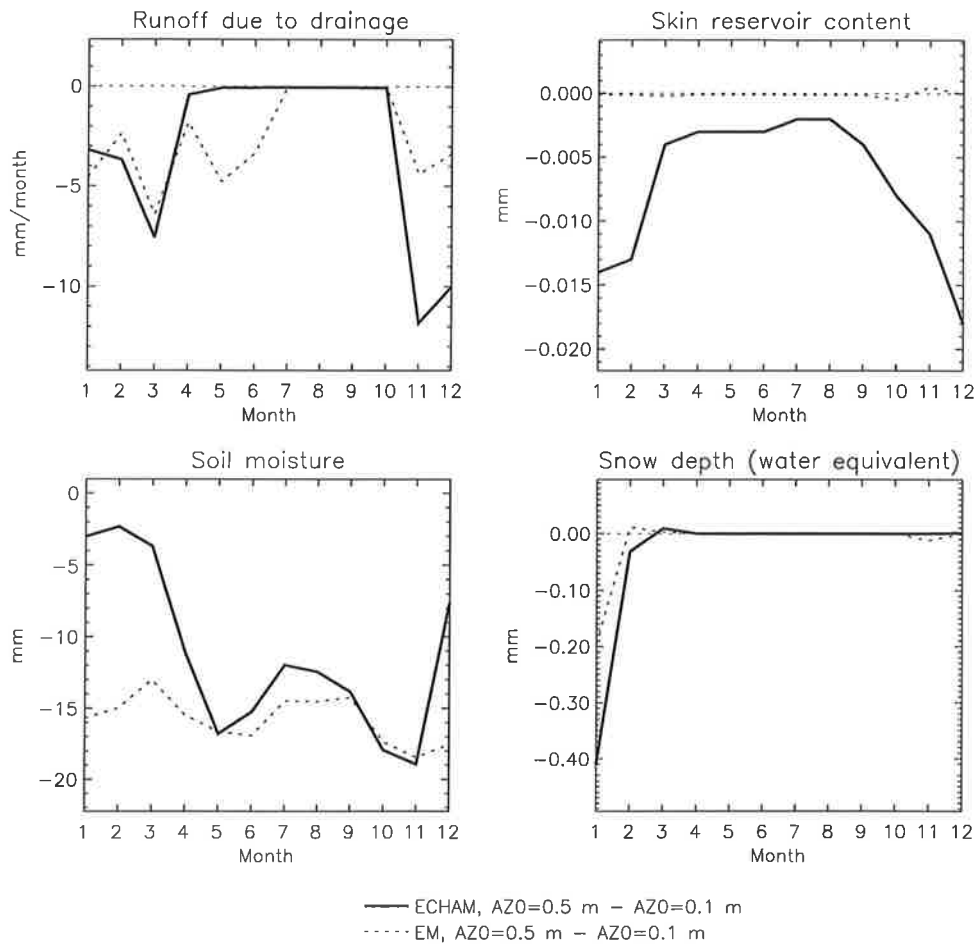 Runoff due to drainage
0
−5
−10
mm/month
1 2 3 4 5 6 7 8 9 10 11 12
Month
Skin reservoir content
0.000
−0.005
−0.010
−0.015
−0.020
mm
1 2 3 4 5 6 7 8 9 10 11 12
Month
Soil moisture
0
−5
−10
−15
−20
mm
1 2 3 4 5 6 7 8 9 10 11 12
Month
Snow depth (water equivalent)
0.00
−0.10
−0.20
−0.30
−0.40
mm
1 2 3 4 5 6 7 8 9 10 11 12
Month
ECHAM, AZ0=0.5 m − AZ0=0.1 m
EM, AZ0=0.5 m − AZ0=0.1 m